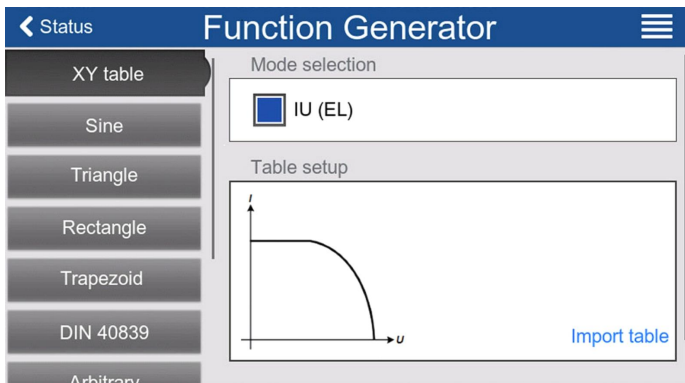 Status
Function Generator
XY table
Sine
Triangle
Rectangle
Trapezoid
DIN 40839
Arbitrary
Mode selection
IU (EL)
Table setup
I
U
Import table